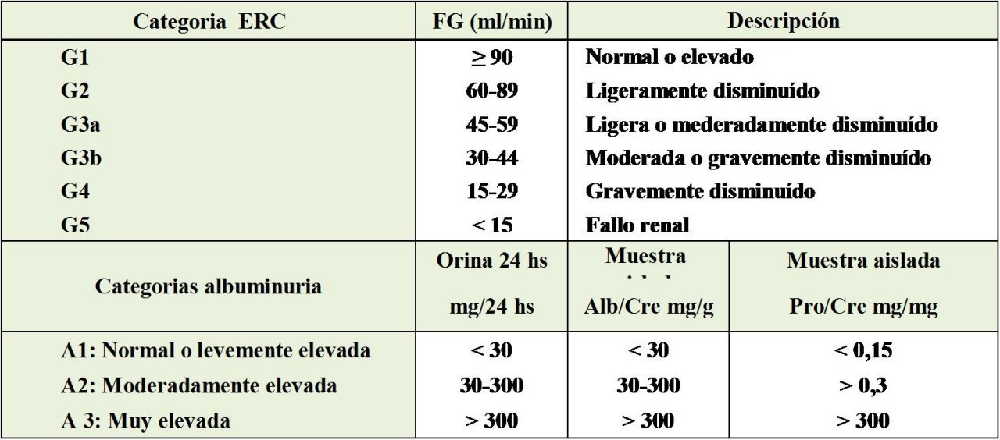 Categoria ERC FG (ml/min) Descripción
G1 ≥ 90 Normal o elevado
G2 60-89 Ligeramente disminuído
G3a 45-59 Ligera o mederadamente disminuído
G3b 30-44 Moderada o gravemente disminuído
G4 15-29 Gravemente disminuído
G5 < 15 Fallo renal
Categorias albuminuria
Orina 24 hs Muestra Muestra aislada
mg/24 hs Alb/Cre mg/g Pro/Cre mg/mg
A1: Normal o levemente elevada < 30 < 30 < 0,15
A2: Moderadamente elevada 30-300 30-300 > 0,3
A 3: Muy elevada > 300 > 300 > 300